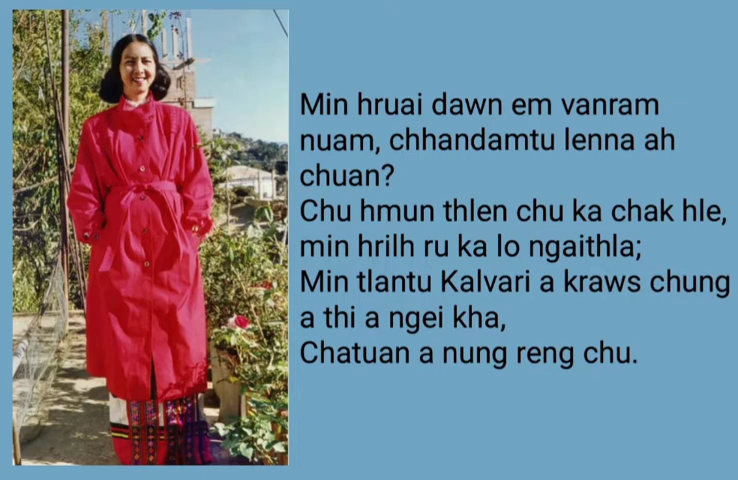 Min hruai dawn em vanram
nuam, chhandamtu lenna ah
chuan?
Chu hmun thlen chu ka chak hle,
min hrilh ru ka lo ngaithla;
Min tlantu Kalvari a kraws chung
a thi a ngei kha,
Chatuan a nung reng chu.